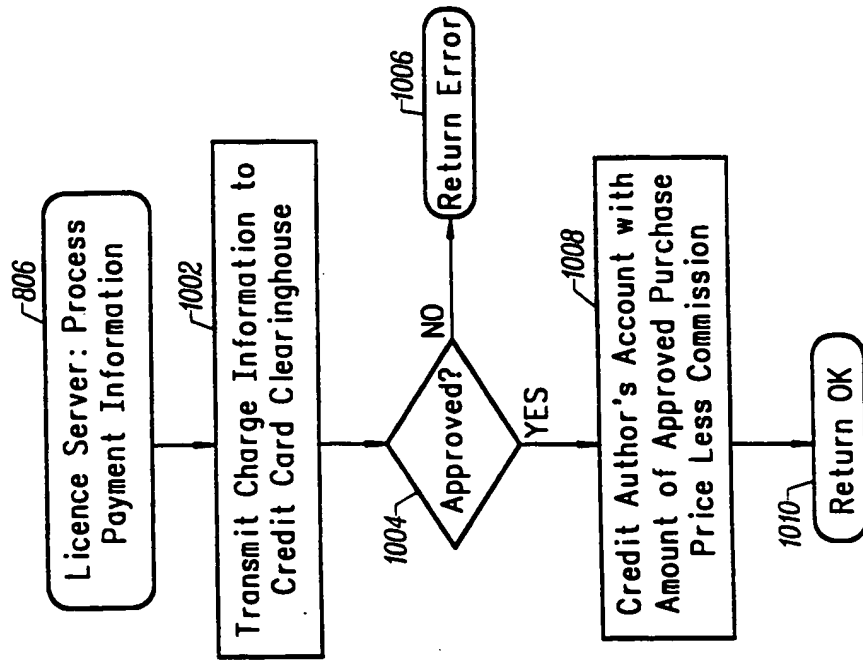 806
Licence Server: Process
Payment Information
1002
Transmit Charge Information to
Credit Card Clearinghouse
1004
Approved?
NO
1006
Return Error
YES
1008
Credit Author's Account with
Amount of Approved Purchase
Price Less Commission
1010
Return OK